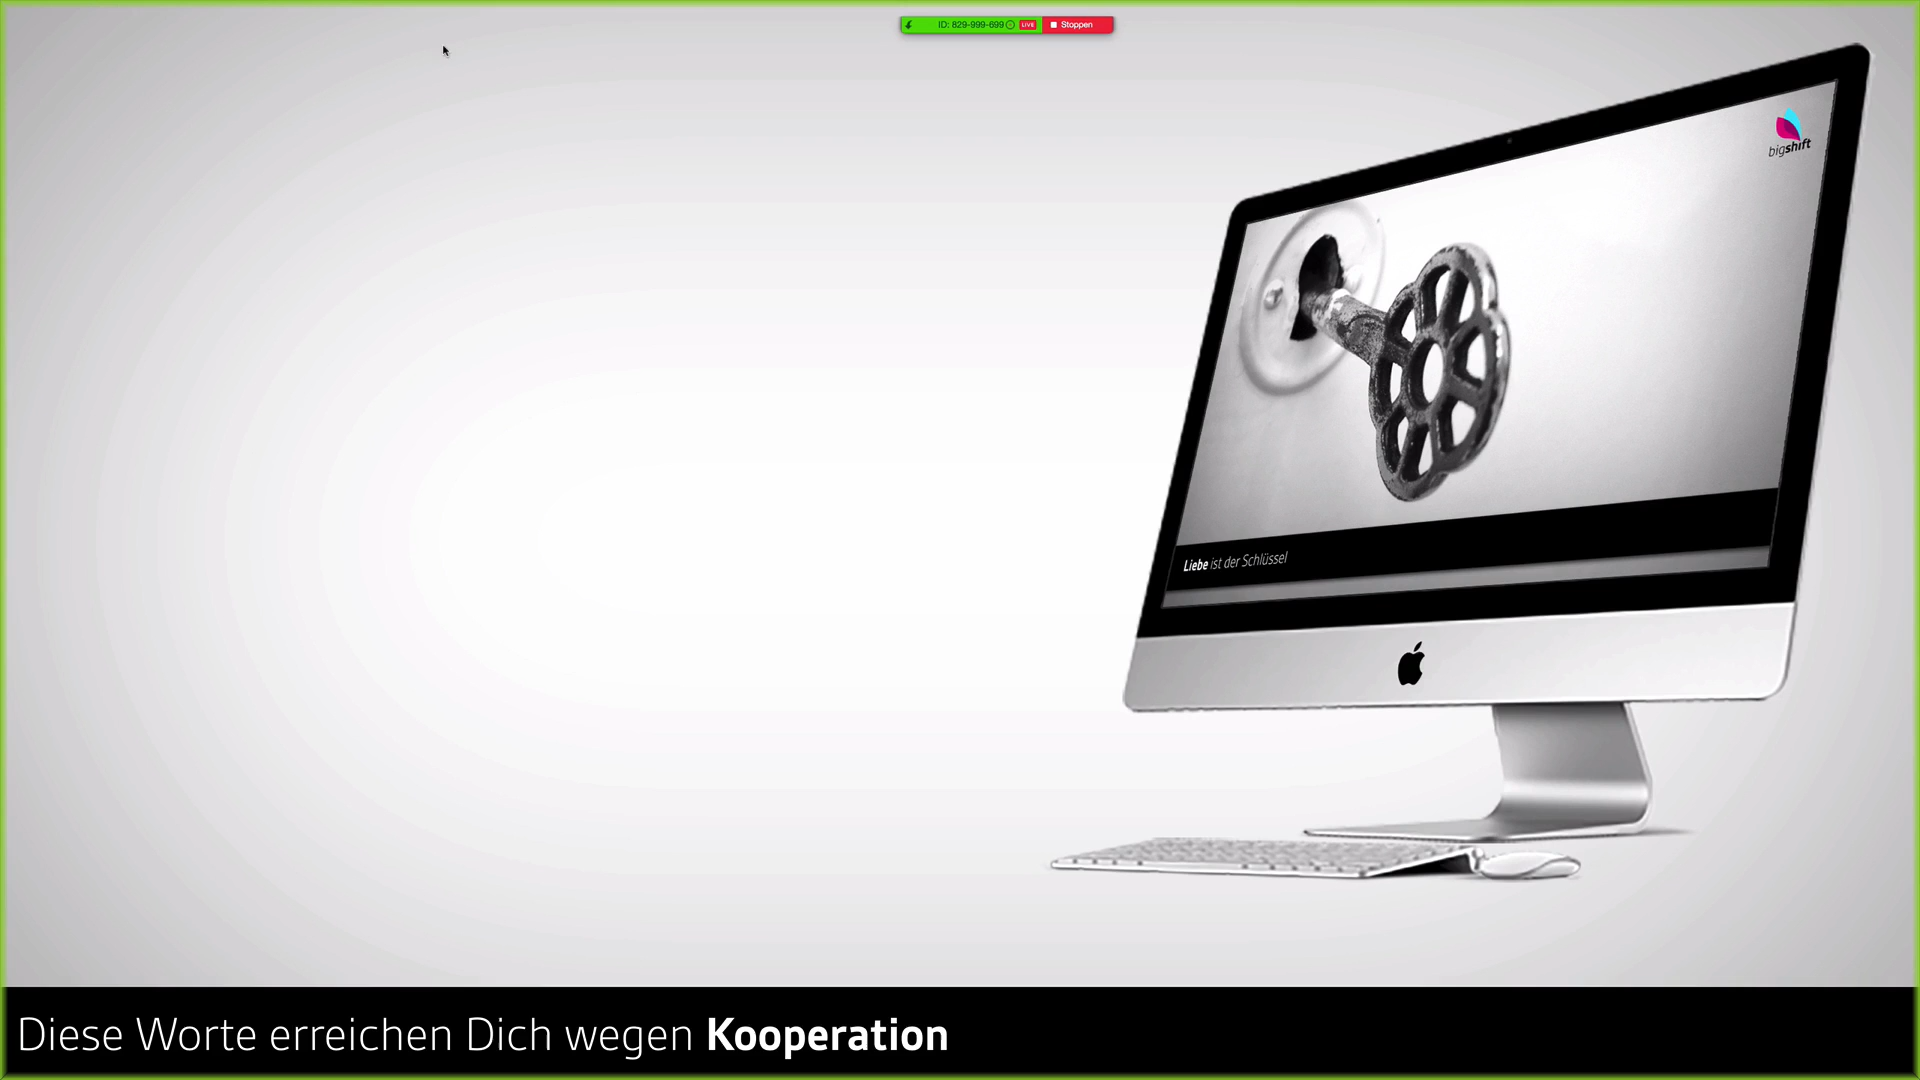 ID: 829-999-699 LIVE Stoppen
bigshift
Liebe ist der Schlüssel
Diese Worte erreichen Dich wegen Kooperation